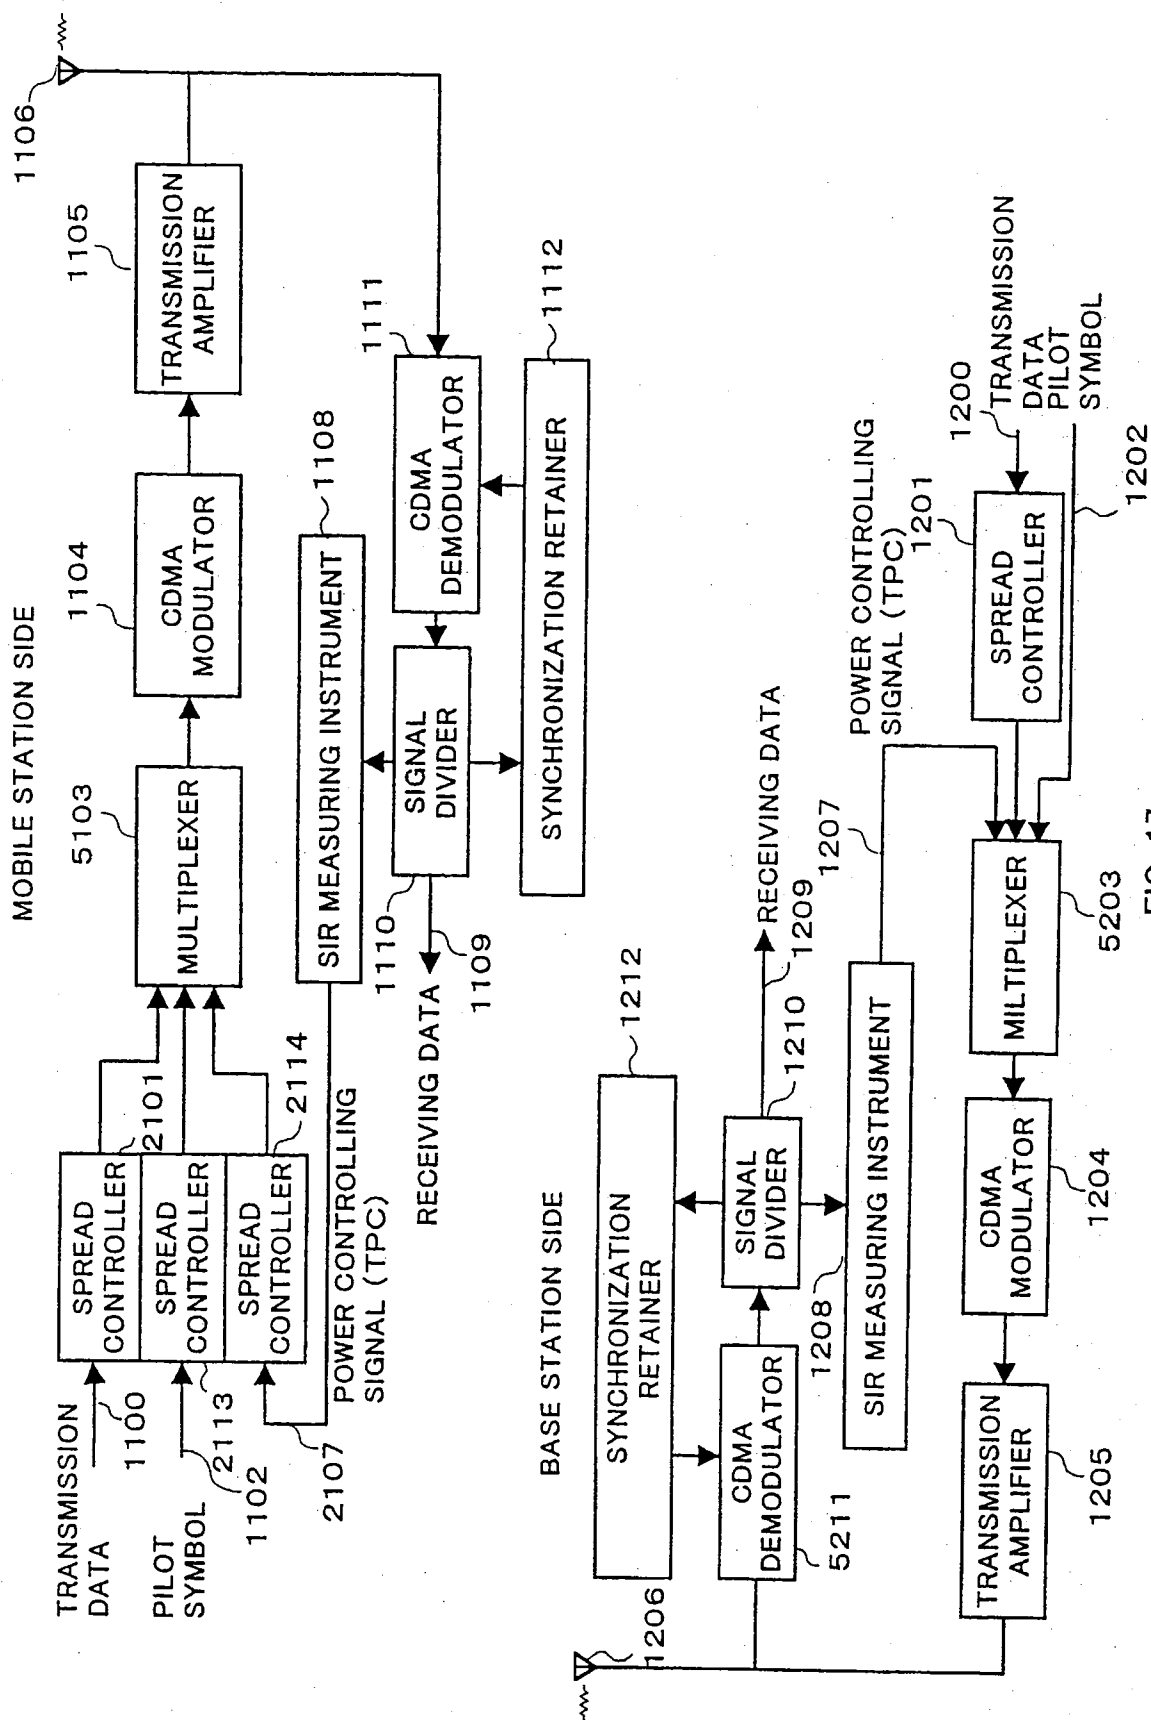 MOBILE STATION SIDE
TRANSMISSION
DATA
1100
PILOT
SYMBOL
1102
2113
2107
SPREAD
CONTROLLER
2101
SPREAD
CONTROLLER
SPREAD
CONTROLLER
2114
5103
MULTIPLEXER
1104
CDMA
MODULATOR
1105
TRANSMISSION
AMPLIFIER
1106
POWER CONTROLLING
SIGNAL (TPC)
SIR MEASURING INSTRUMENT
1108
RECEIVING DATA
1109
1110
SIGNAL
DIVIDER
CDMA
DEMODULATOR
1111
SYNCHRONIZATION RETAINER
1112
BASE STATION SIDE
1206
SYNCHRONIZATION
RETAINER
1212
CDMA
DEMODULATOR
5211
SIGNAL
DIVIDER
1210
RECEIVING DATA
1209
1208
SIR MEASURING INSTRUMENT
1207
POWER CONTROLLING
SIGNAL (TPC)
TRANSMISSION
AMPLIFIER
1205
CDMA
MODULATOR
1204
MILTIPLEXER
5203
SPREAD
CONTROLLER
1201
1200
TRANSMISSION
DATA
PILOT
SYMBOL
1202